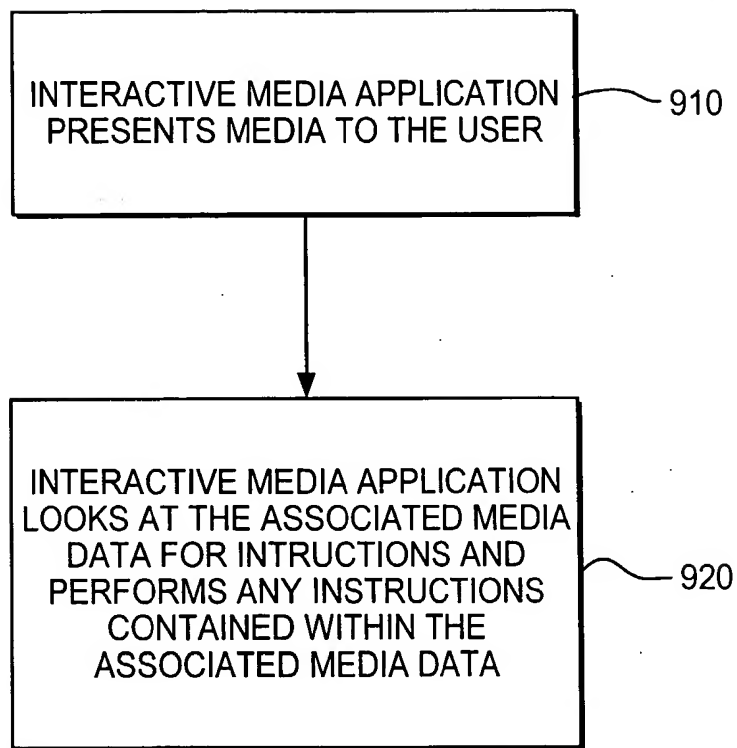 INTERACTIVE MEDIA APPLICATION
PRESENTS MEDIA TO THE USER
910
INTERACTIVE MEDIA APPLICATION
LOOKS AT THE ASSOCIATED MEDIA
DATA FOR INTRUCTIONS AND
PERFORMS ANY INSTRUCTIONS
CONTAINED WITHIN THE
ASSOCIATED MEDIA DATA
920